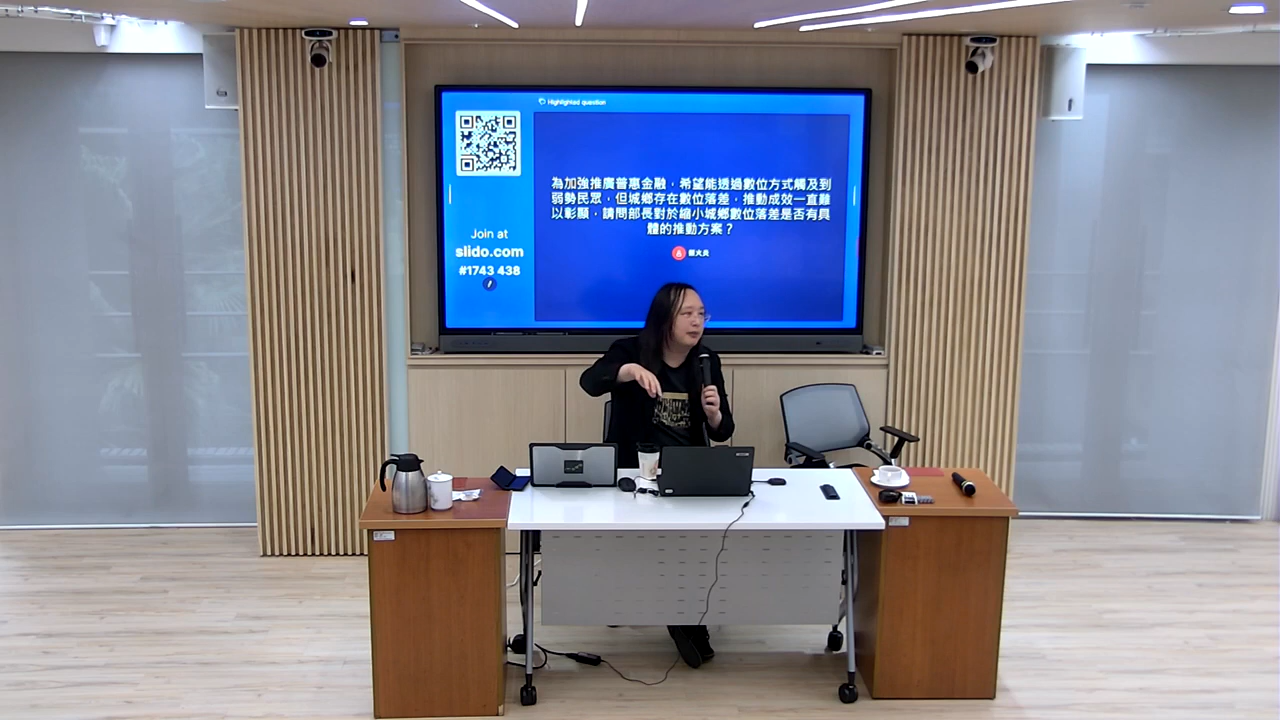 Highlighted question
為加強推廣普惠金融，希望能透過數位方式觸及到
弱勢民眾，但城鄉存在數位落差，推動成效一直難
以彰顯，請問部長對於縮小城鄉數位落差是否有具
體的推動方案？
Join at
slido.com
#1743 438